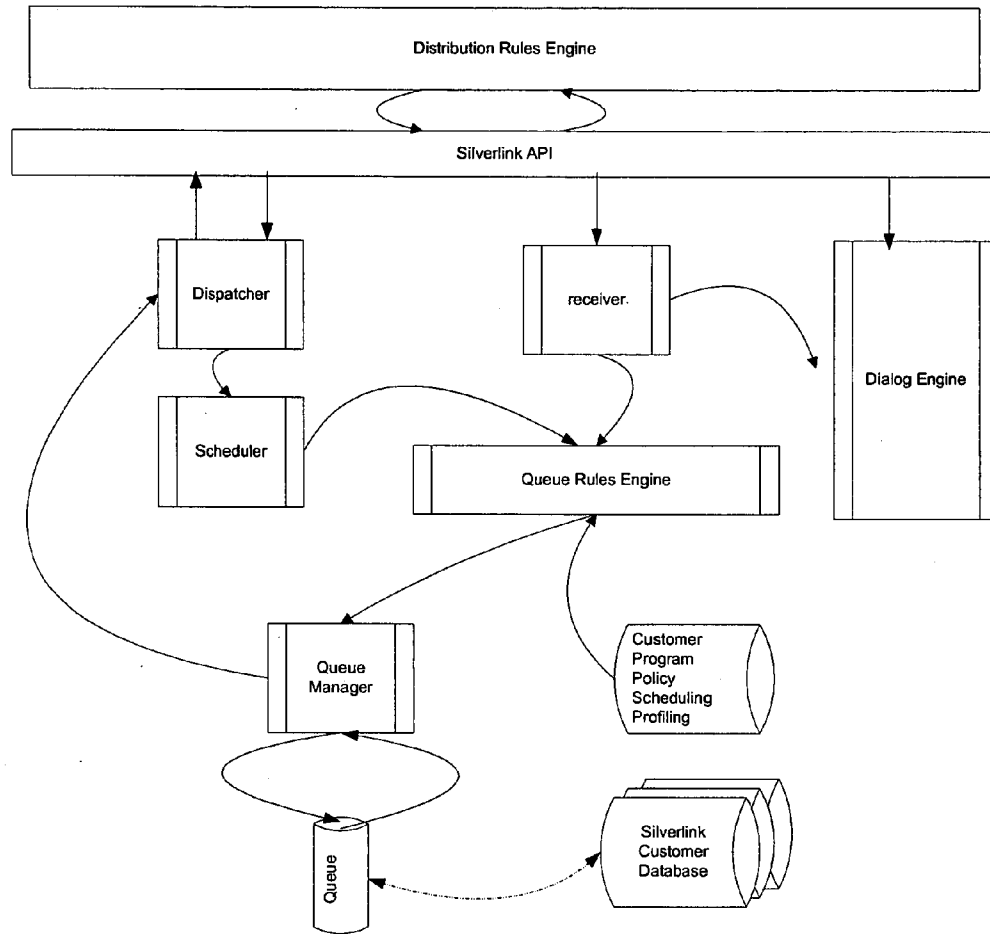 Distribution Rules Engine
Silverlink API
Dispatcher
receiver.
Dialog Engine
Scheduler
Queue Rules Engine
Queue
Manager
Customer
Program
Policy
Scheduling
Profiling
Queue
Silverlink
Customer
Database